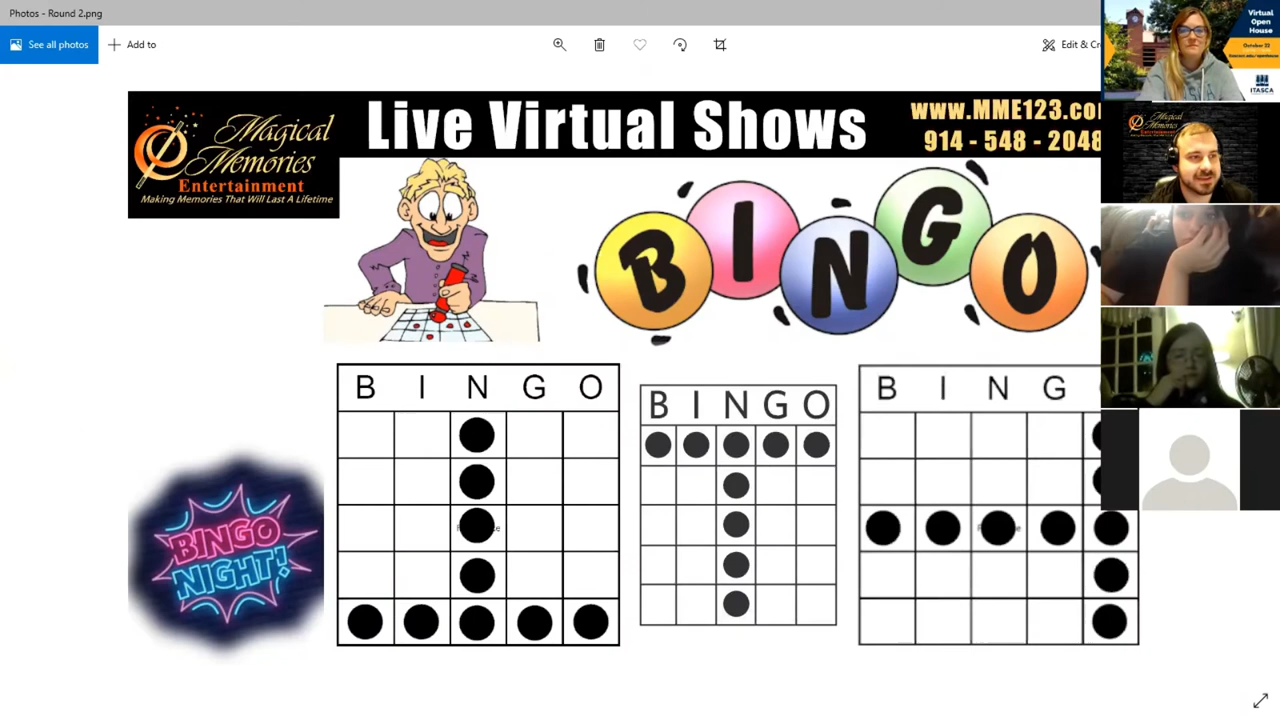 Photos - Round 2.png
See all photos
Add to
Edit & Cr
Magical
Memories
Entertainment
Making Memories That Will Last A Lifetime
Live Virtual Shows
www.MME123.co
914 - 548 - 2048
BINGO
BINGO
NIGHT!
B I N G O
B I N G O
B I N G
Virtual
Open
House
October 22
ITASCA
Magical
Memories